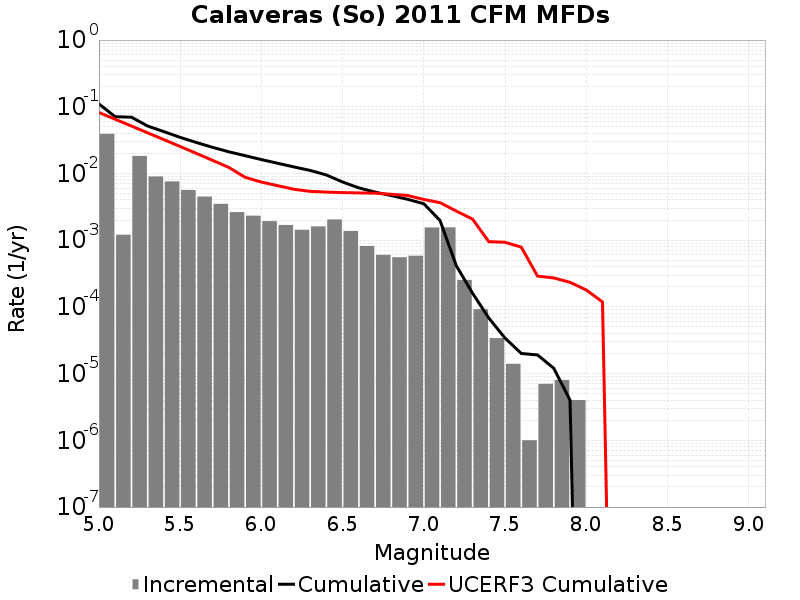 Calaveras (So) 2011 CFM MFDs
Rate (1/yr)
10^0
10^-1
10^-2
10^-3
10^-4
10^-5
10^-6
10^-7
5.0 5.5 6.0 6.5 7.0 7.5 8.0 8.5 9.0
Magnitude
Incremental Cumulative UCERF3 Cumulative